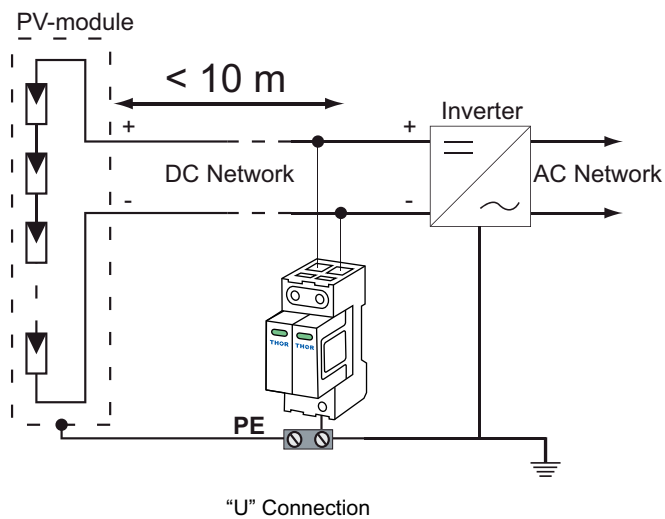 PV-module
< 10 m
Inverter
+
+
DC Network
AC Network
-
-
THOR
THOR
PE
“U” Connection